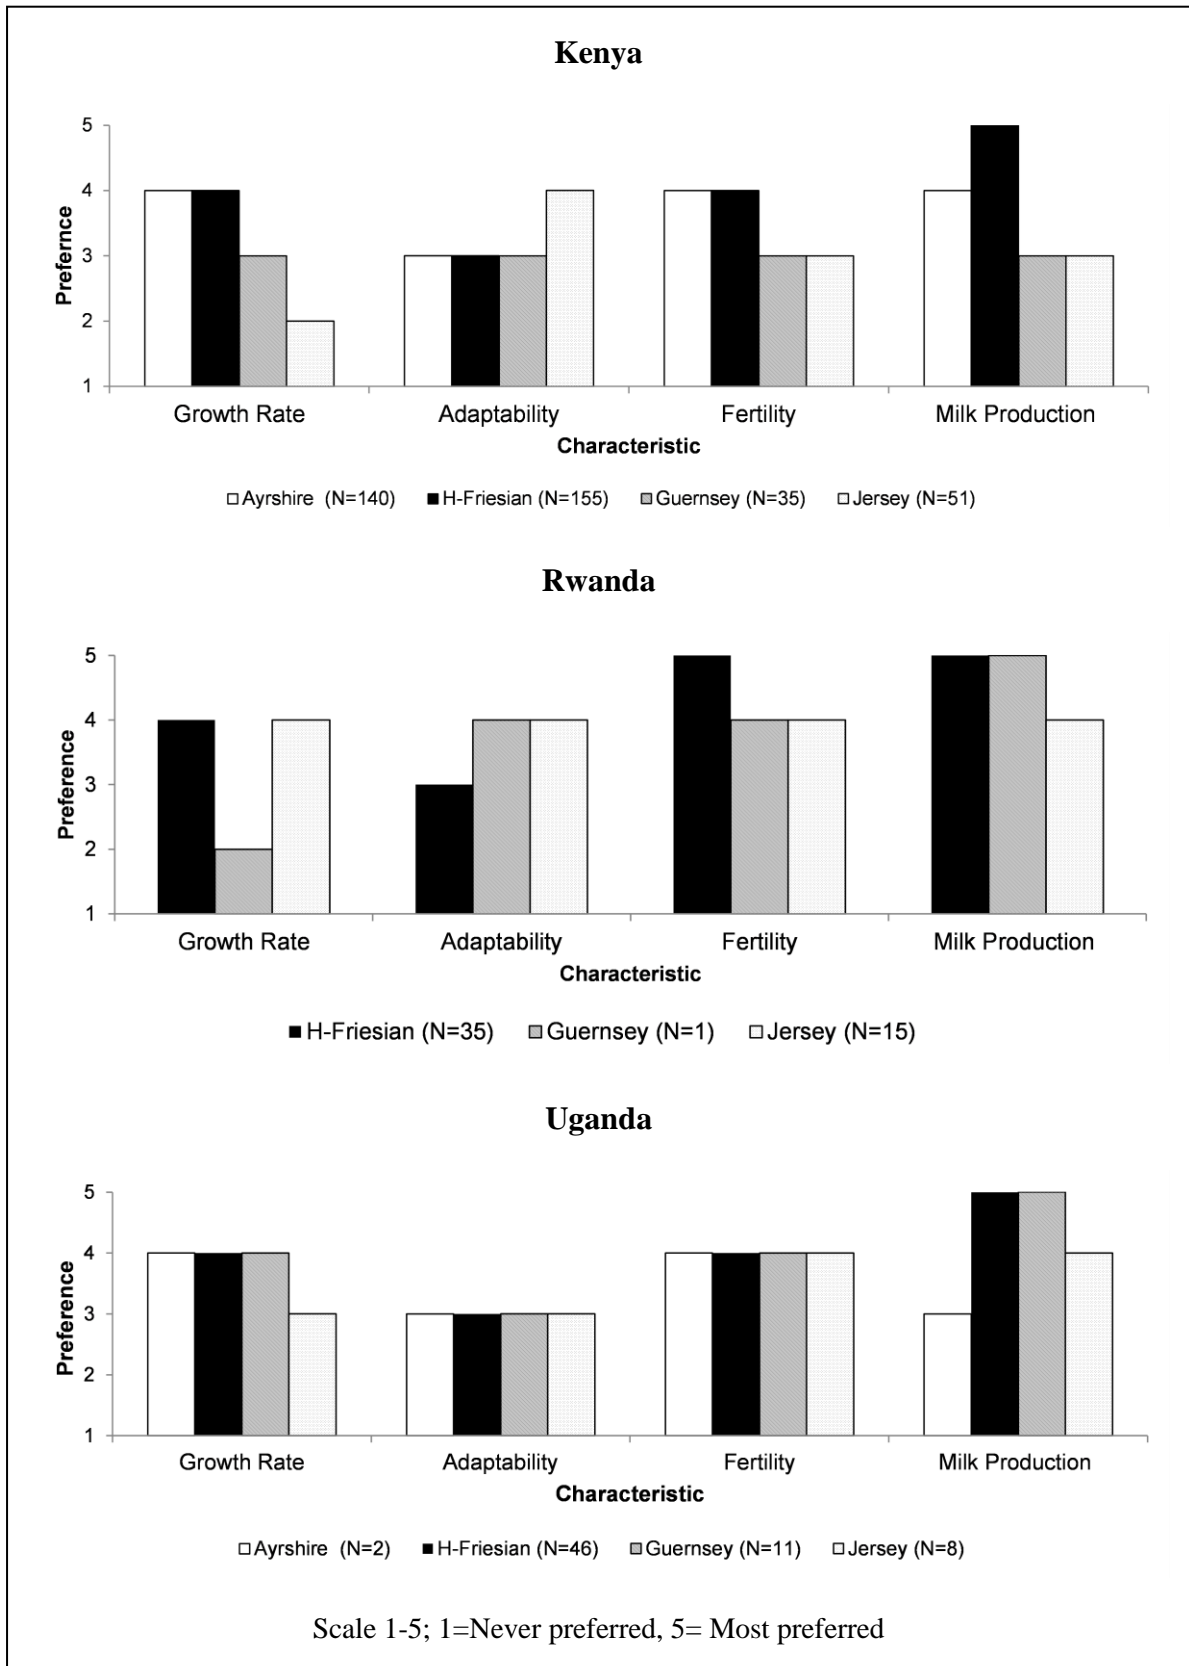 Kenya
5
4
3
2
1
Prefernce
Growth Rate Adaptability Fertility Milk Production
Characteristic
Ayrshire (N=140) H-Friesian (N=155) Guernsey (N=35) Jersey (N=51)
Rwanda
5
4
3
2
1
Preference
Growth Rate Adaptability Fertility Milk Production
Characteristic
H-Friesian (N=35) Guernsey (N=1) Jersey (N=15)
Uganda
5
4
3
2
1
Preference
Growth Rate Adaptability Fertility Milk Production
Characteristic
Ayrshire (N=2) H-Friesian (N=46) Guernsey (N=11) Jersey (N=8)
Scale 1-5; 1=Never preferred, 5= Most preferred